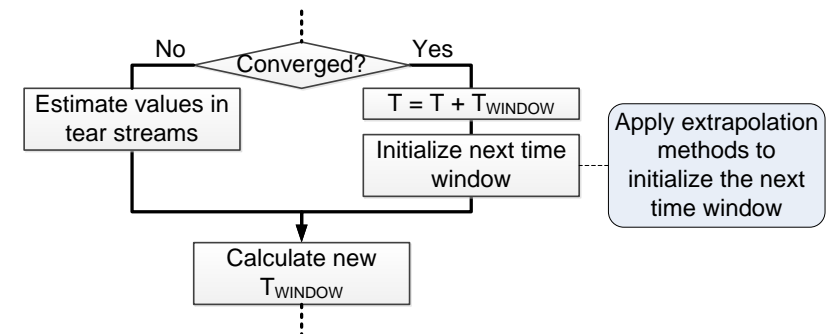 No
Yes
Converged?
Estimate values in
tear streams
T = T + TWINDOW
Initialize next time
window
Apply extrapolation
methods to
initialize the next
time window
Calculate new
TWINDOW